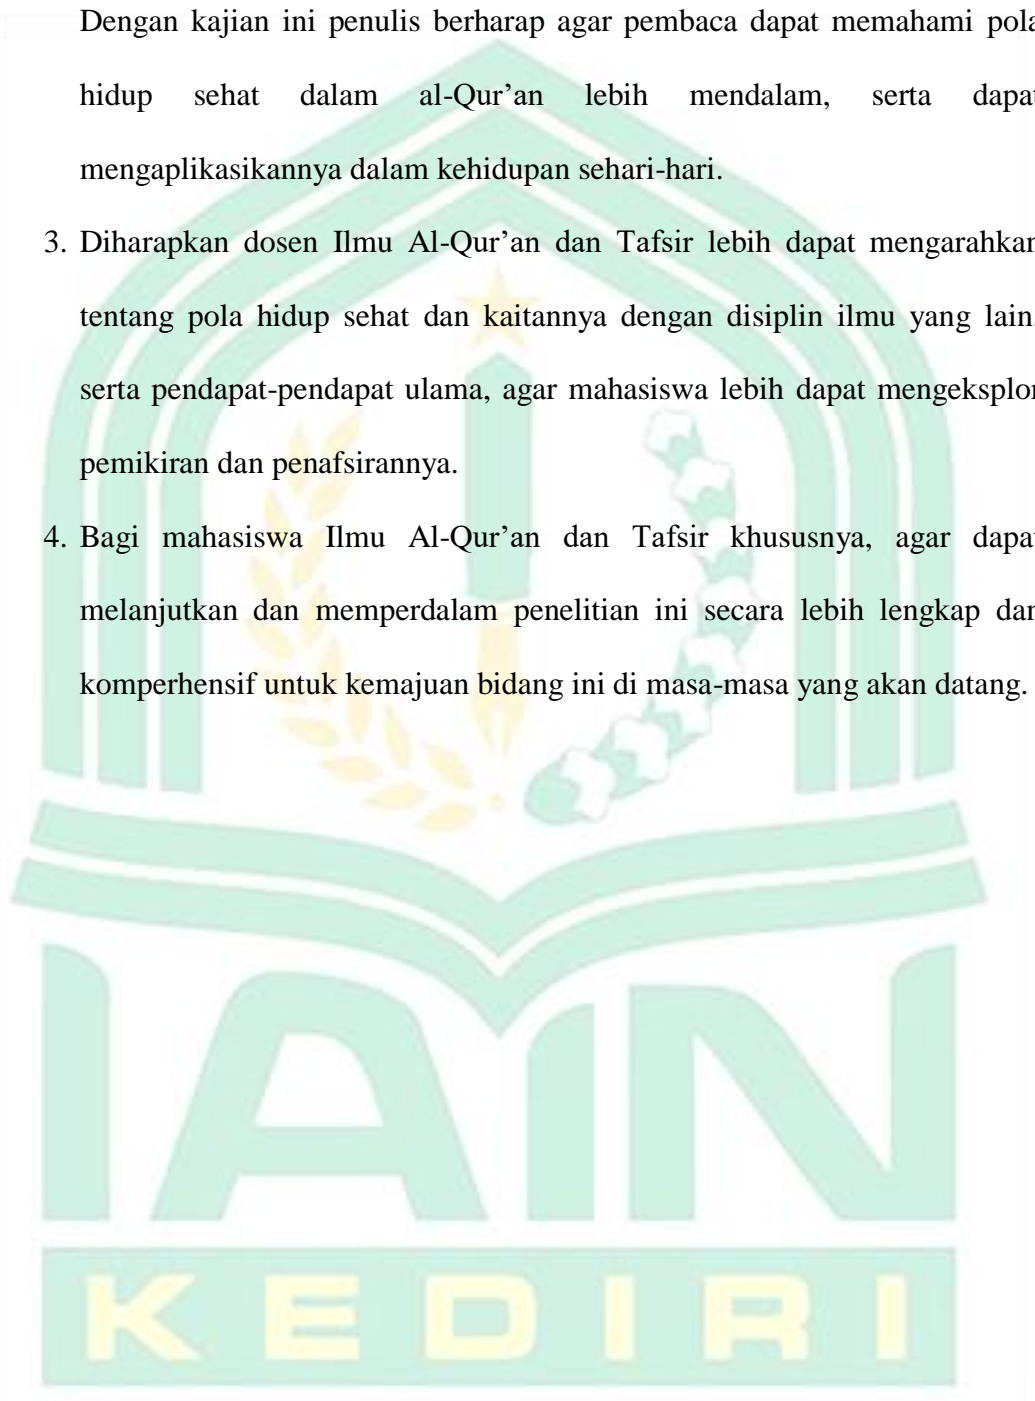 Dengan kajian ini penulis berharap agar pembaca dapat memahami pola
hidup sehat dalam al-Qur’an lebih mendalam, serta dapat
mengaplikasikannya dalam kehidupan sehari-hari.
3. Diharapkan dosen Ilmu Al-Qur’an dan Tafsir lebih dapat mengarahkan
tentang pola hidup sehat dan kaitannya dengan disiplin ilmu yang lain,
serta pendapat-pendapat ulama, agar mahasiswa lebih dapat mengeksplor
pemikiran dan penafsirannya.
4. Bagi mahasiswa Ilmu Al-Qur’an dan Tafsir khususnya, agar dapat
melanjutkan dan memperdalam penelitian ini secara lebih lengkap dan
komperhensif untuk kemajuan bidang ini di masa-masa yang akan datang.
IAIN
KEDIRI